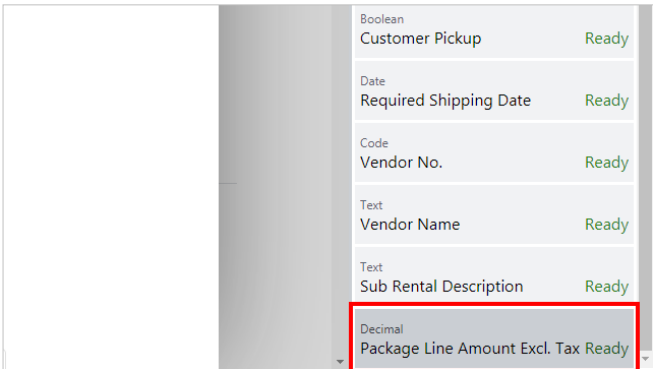 Boolean
Customer Pickup Ready
Date
Required Shipping Date Ready
Code
Vendor No. Ready
Text
Vendor Name Ready
Text
Sub Rental Description Ready
Decimal
Package Line Amount Excl. Tax Ready